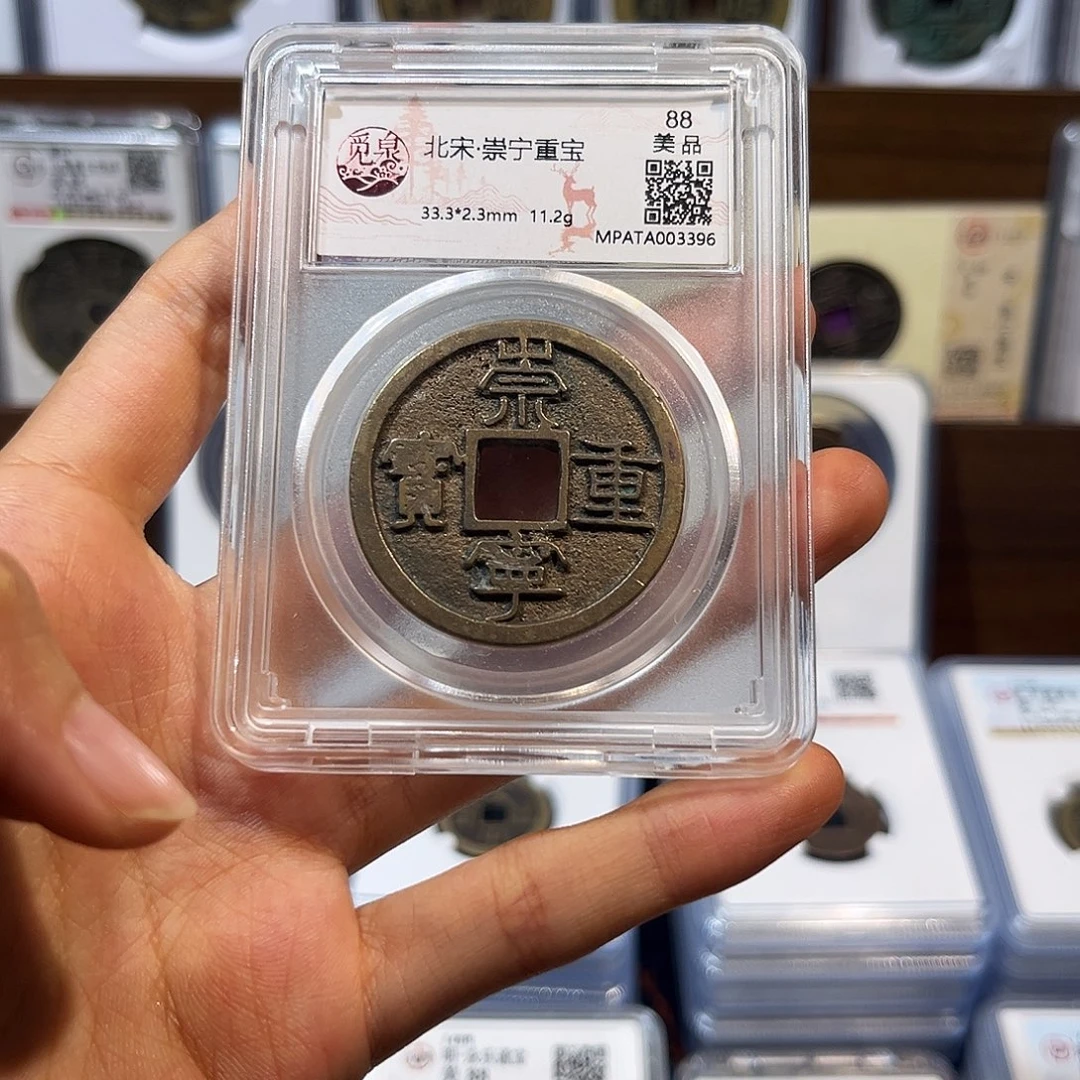 觅泉
北宋·崇宁重宝
33.3*2.3mm 11.2g
88
美品
MPATA003396
崇
寶 重
寧